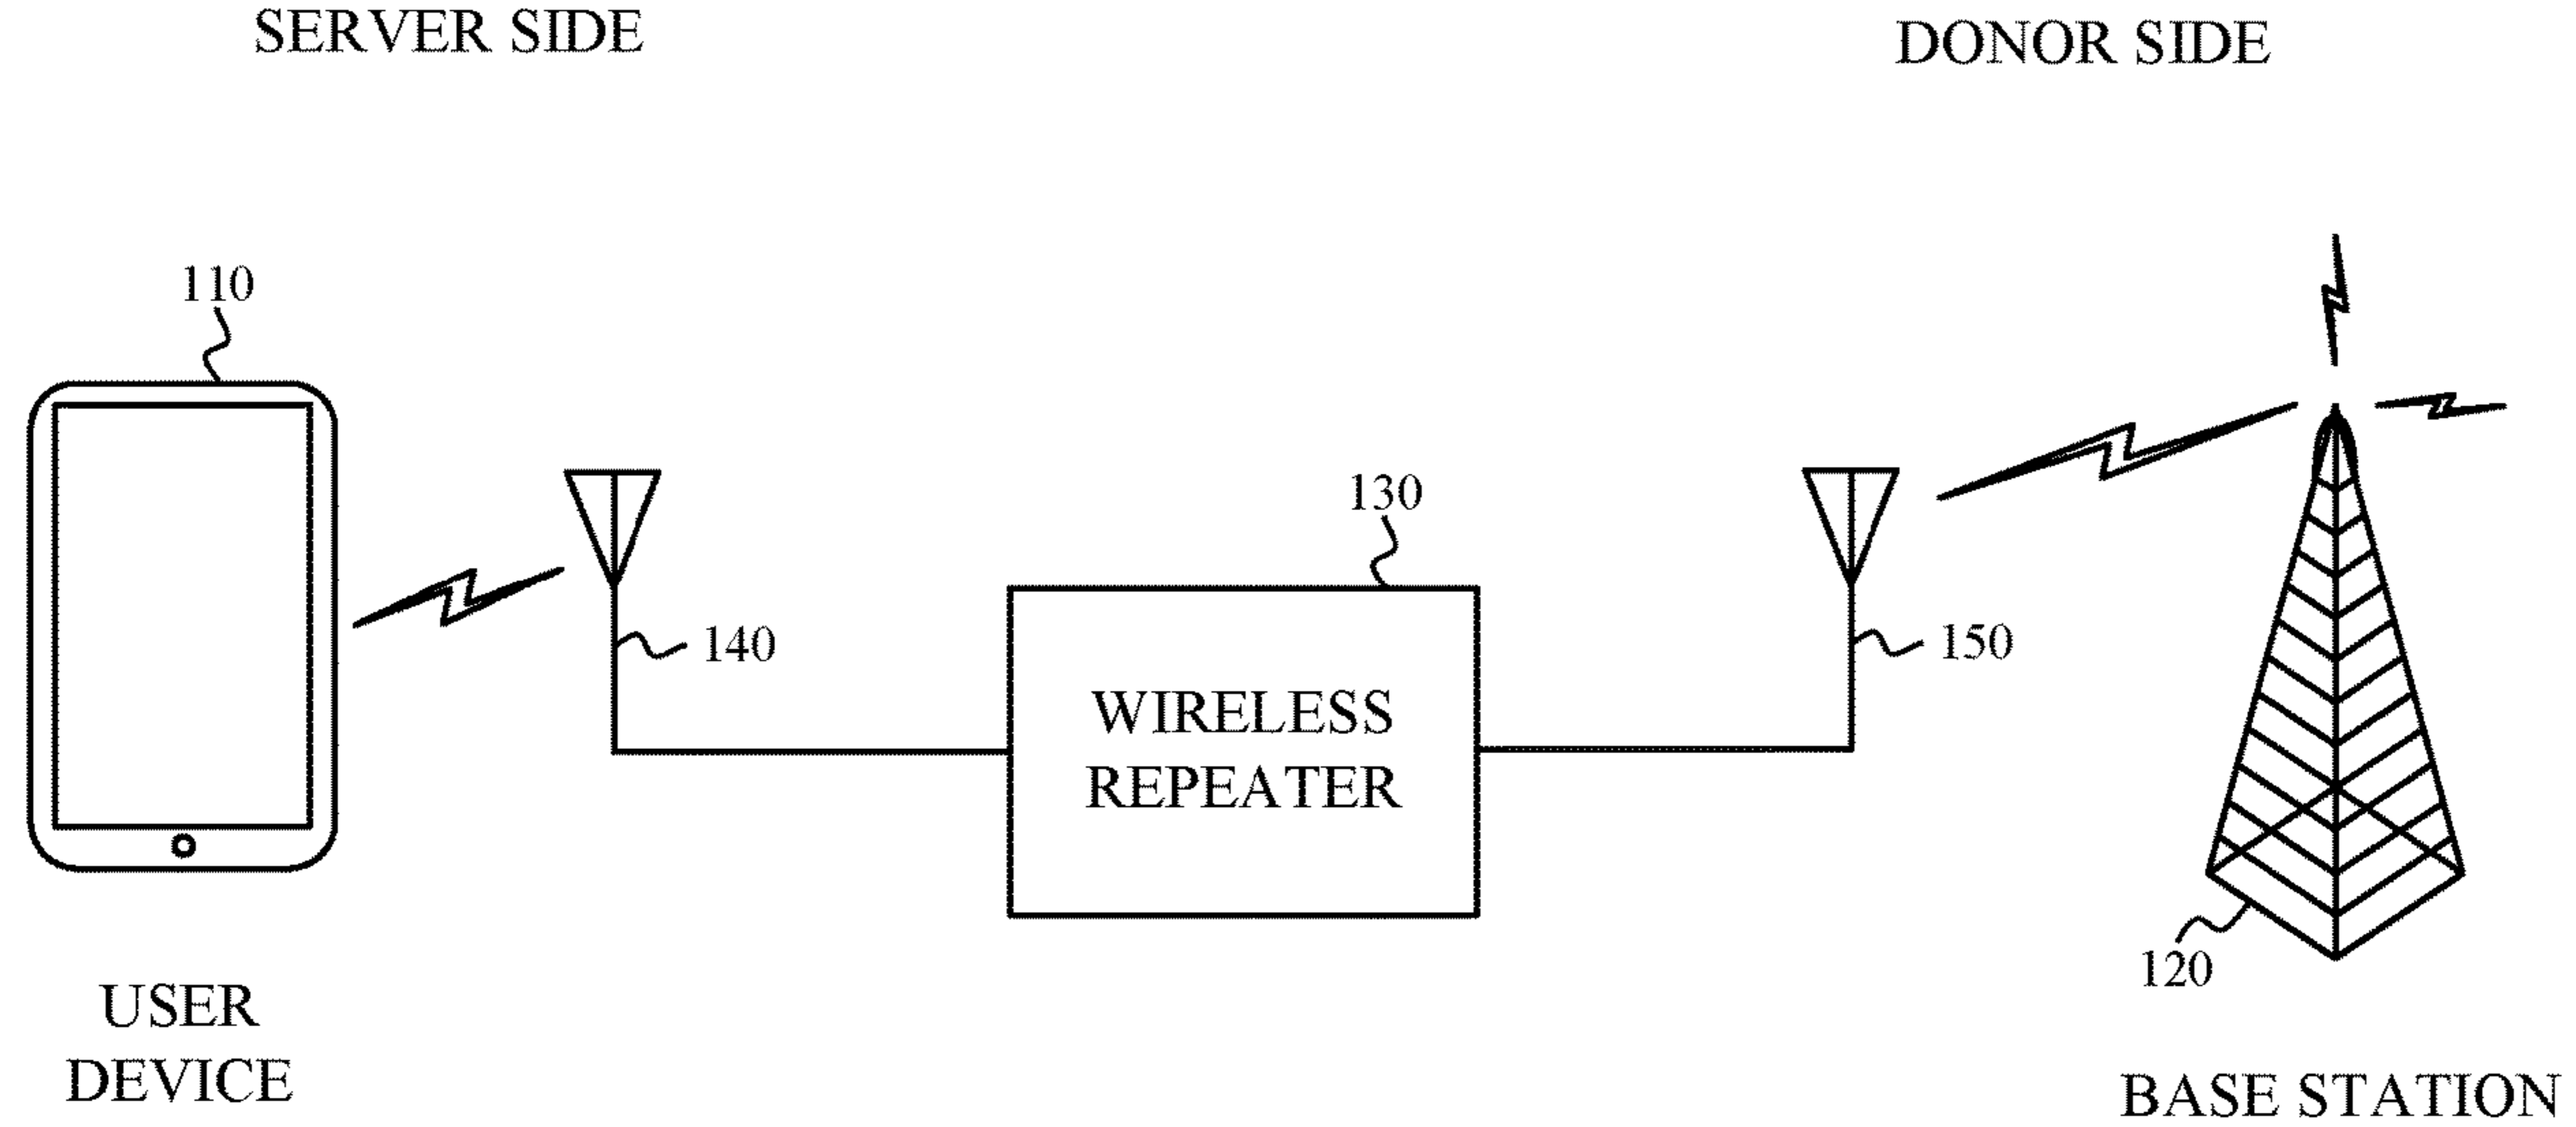 SERVER SIDE
DONOR SIDE
110
130
140
150
WIRELESS
REPEATER
120
USER
DEVICE
BASE STATION